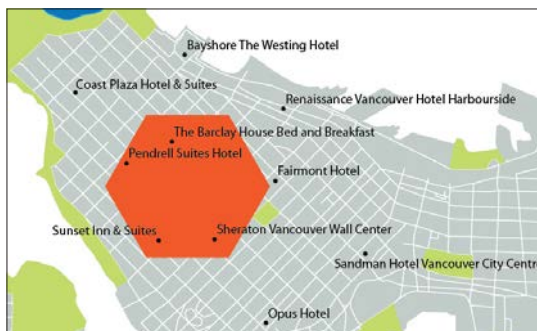 Bayshore The Westing Hotel
Coast Plaza Hotel & Suites
Renaissance Vancouver Hotel Harbourside
The Barclay House Bed and Breakfast
Pendrell Suites Hotel
Fairmont Hotel
Sunset Inn & Suites
Sheraton Vancouver Wall Center
Sandman Hotel Vancouver City Centre
Opus Hotel